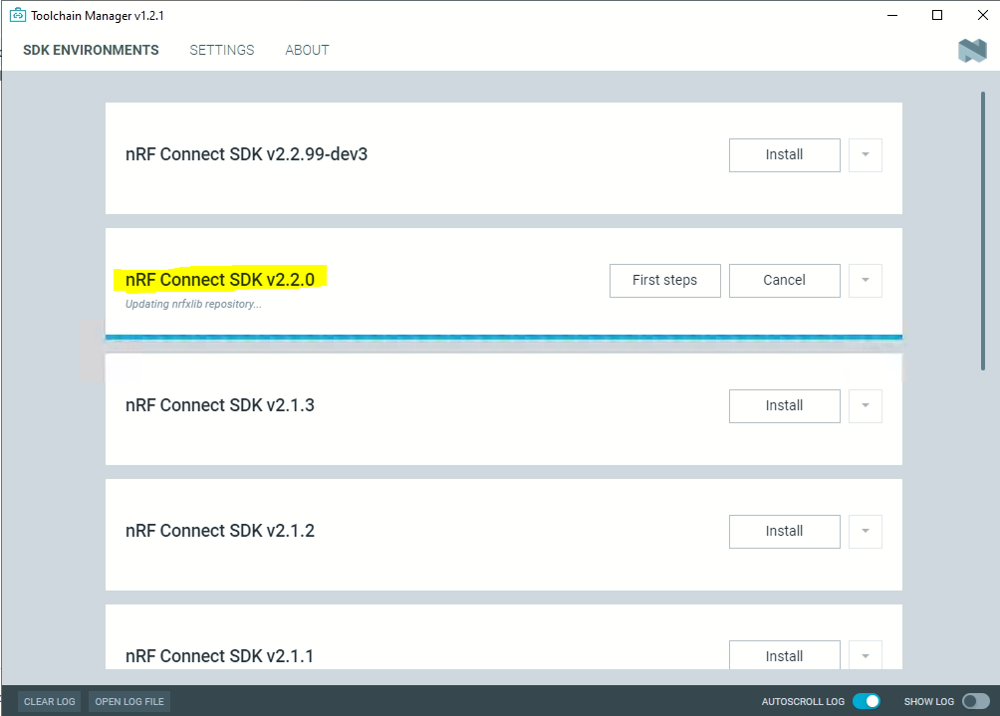 Toolchain Manager v1.2.1
SDK ENVIRONMENTS SETTINGS ABOUT
nRF Connect SDK v2.2.99-dev3 Install
nRF Connect SDK v2.2.0 First steps Cancel
Updating nrfxlib repository...
nRF Connect SDK v2.1.3 Install
nRF Connect SDK v2.1.2 Install
nRF Connect SDK v2.1.1 Install
CLEAR LOG OPEN LOG FILE AUTOSCROLL LOG SHOW LOG